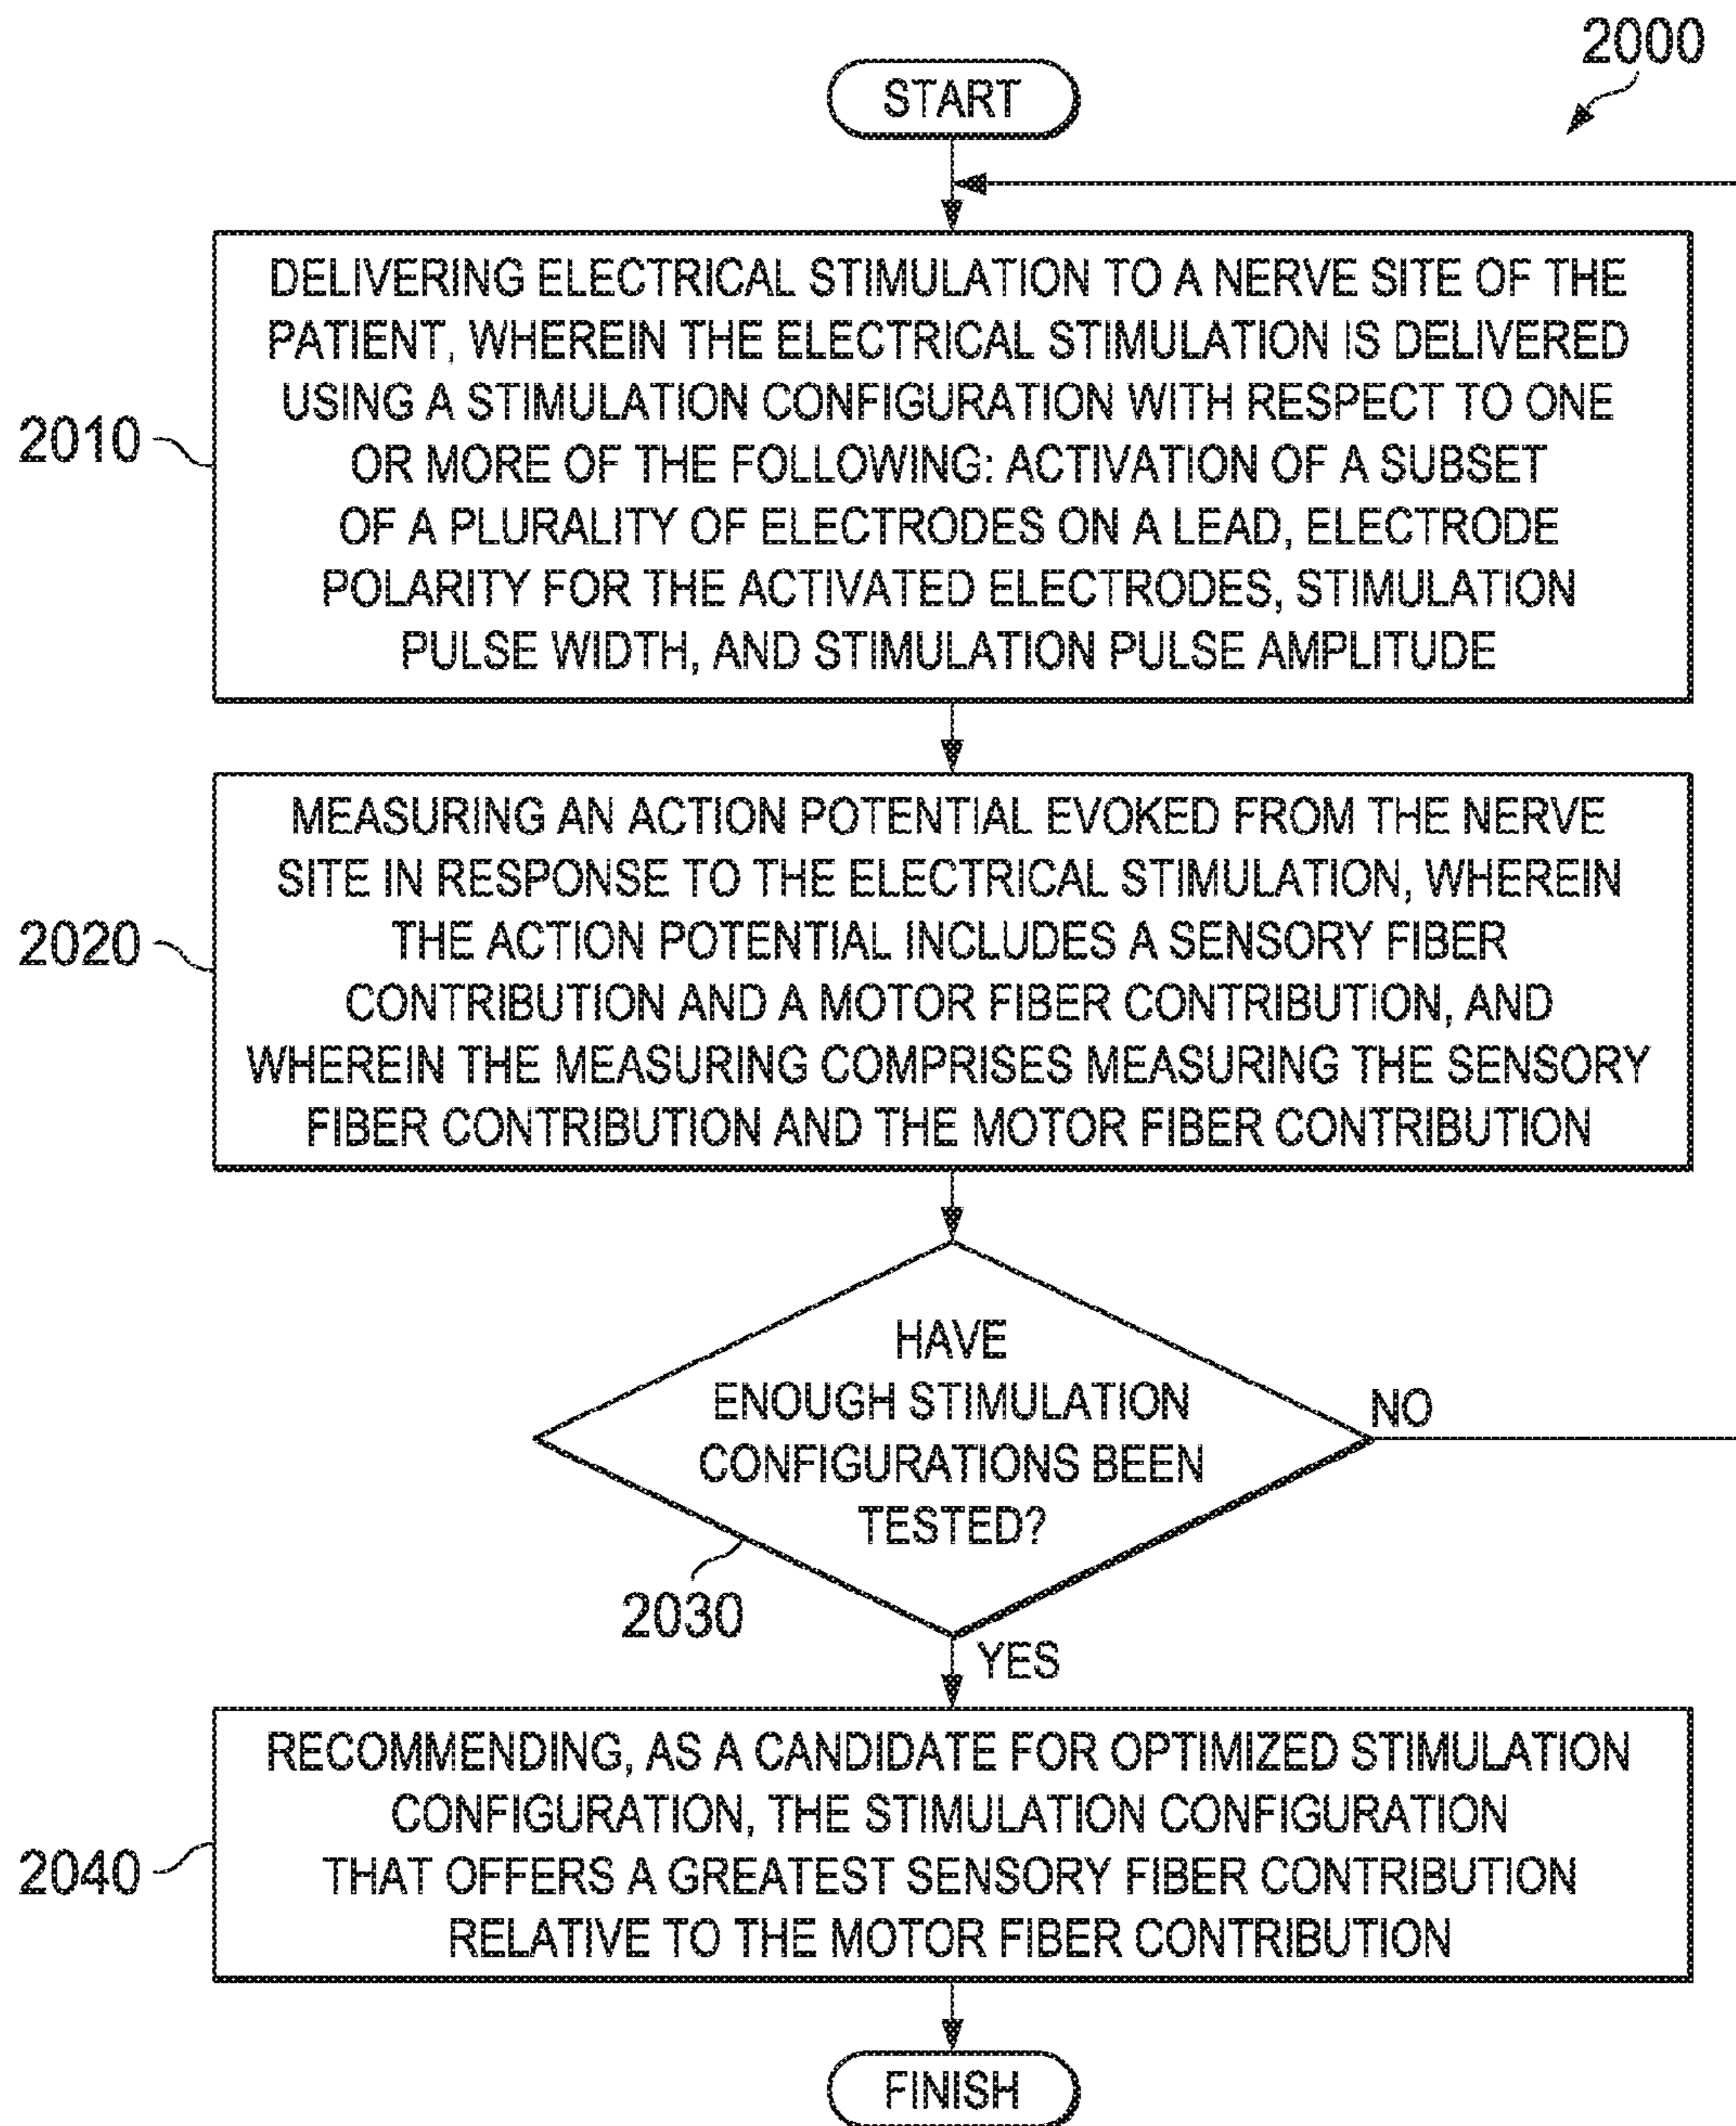 2000
START
DELIVERING ELECTRICAL STIMULATION TO A NERVE SITE OF THE
PATIENT, WHEREIN THE ELECTRICAL STIMULATION IS DELIVERED
USING A STIMULATION CONFIGURATION WITH RESPECT TO ONE
OR MORE OF THE FOLLOWING: ACTIVATION OF A SUBSET
OF A PLURALITY OF ELECTRODES ON A LEAD, ELECTRODE
POLARITY FOR THE ACTIVATED ELECTRODES, STIMULATION
PULSE WIDTH, AND STIMULATION PULSE AMPLITUDE
2010
MEASURING AN ACTION POTENTIAL EVOKED FROM THE NERVE
SITE IN RESPONSE TO THE ELECTRICAL STIMULATION, WHEREIN
THE ACTION POTENTIAL INCLUDES A SENSORY FIBER
CONTRIBUTION AND A MOTOR FIBER CONTRIBUTION, AND
WHEREIN THE MEASURING COMPRISES MEASURING THE SENSORY
FIBER CONTRIBUTION AND THE MOTOR FIBER CONTRIBUTION
2020
HAVE
ENOUGH STIMULATION
CONFIGURATIONS BEEN
TESTED?
NO
2030
YES
RECOMMENDING, AS A CANDIDATE FOR OPTIMIZED STIMULATION
CONFIGURATION, THE STIMULATION CONFIGURATION
THAT OFFERS A GREATEST SENSORY FIBER CONTRIBUTION
RELATIVE TO THE MOTOR FIBER CONTRIBUTION
2040
FINISH